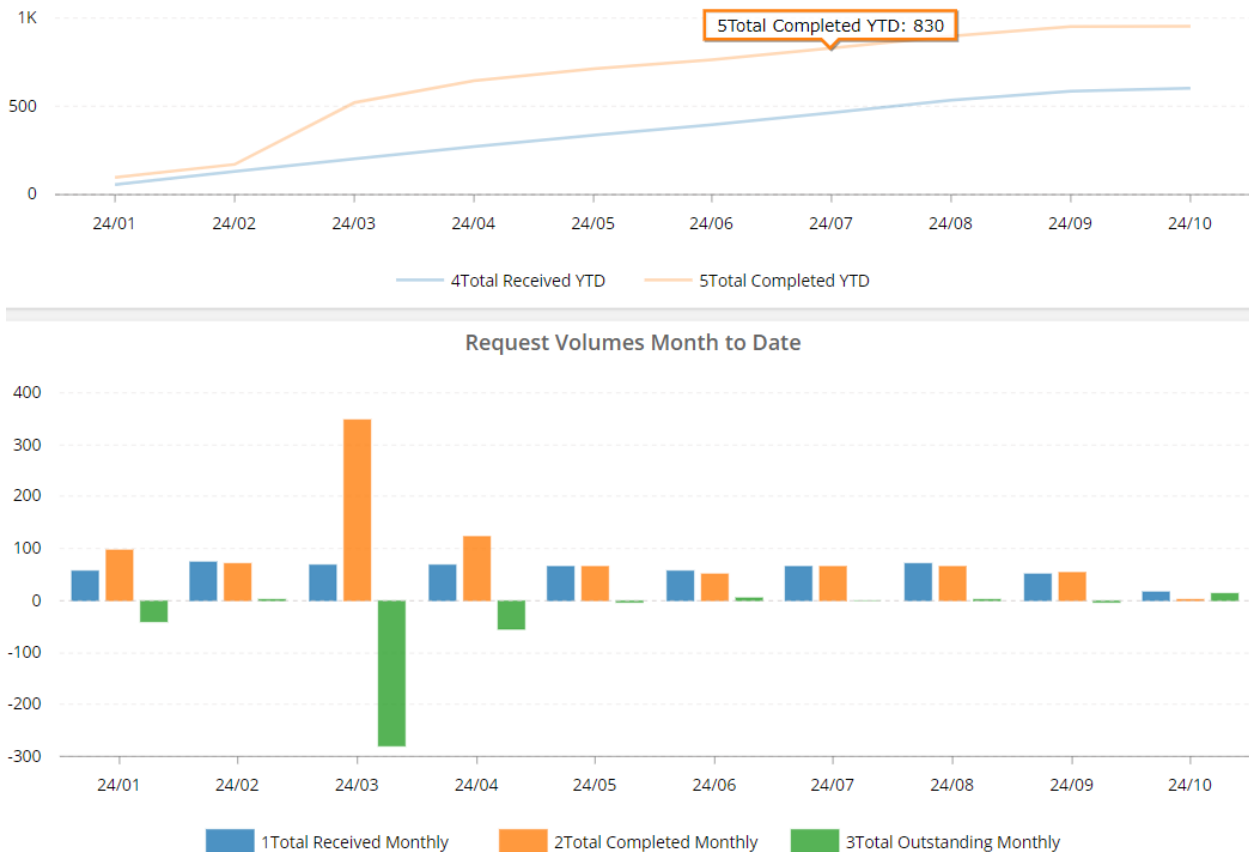 1K
5Total Completed YTD: 830
500
0
24/01 24/02 24/03 24/04 24/05 24/06 24/07 24/08 24/09 24/10
4Total Received YTD 5Total Completed YTD
Request Volumes Month to Date
400
300
200
100
0
-100
-200
-300
24/01 24/02 24/03 24/04 24/05 24/06 24/07 24/08 24/09 24/10
1Total Received Monthly 2Total Completed Monthly 3Total Outstanding Monthly